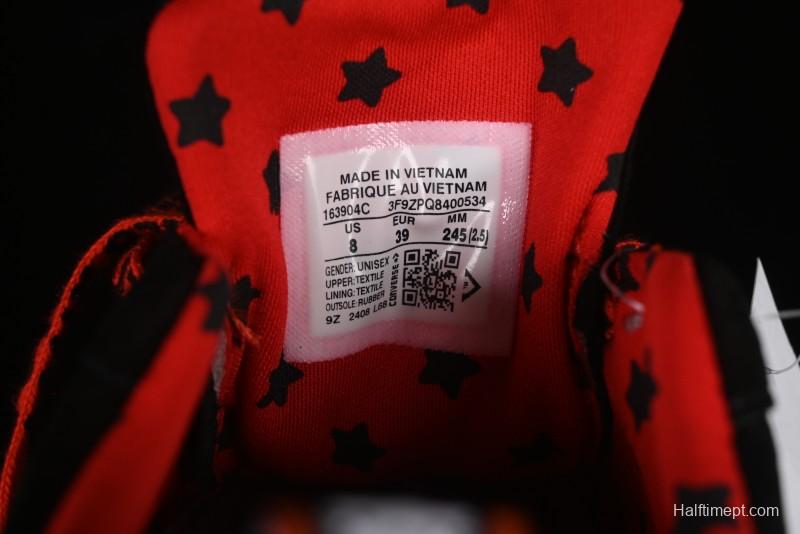 MADE IN VIETNAM
FABRIQUE AU VIETNAM
163904C 3F9ZPQ8400534
US EUR MM
8 39 245 (2.5)
GENDER: UNISEX
UPPER: TEXTILE
LINING: TEXTILE
OUTSOLE: RUBBER
9Z 2408 L6B
CONVERSE
Halftimept.com